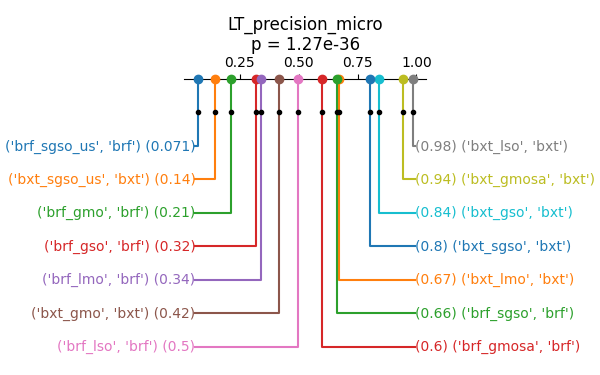 LT_precision_micro
p = 1.27e-36
0.25 0.50 0.75 1.00
('brf_sgso_us', 'brf') (0.071) (0.98) ('bxt_lso', 'bxt')
('bxt_sgso_us', 'bxt') (0.14) (0.94) ('bxt_gmosa', 'bxt')
('brf_gmo', 'brf') (0.21) (0.84) ('bxt_gso', 'bxt')
('brf_gso', 'brf') (0.32) (0.8) ('bxt_sgso', 'bxt')
('brf_lmo', 'brf') (0.34) (0.67) ('bxt_lmo', 'bxt')
('bxt_gmo', 'bxt') (0.42) (0.66) ('brf_sgso', 'brf')
('brf_lso', 'brf') (0.5) (0.6) ('brf_gmosa', 'brf')